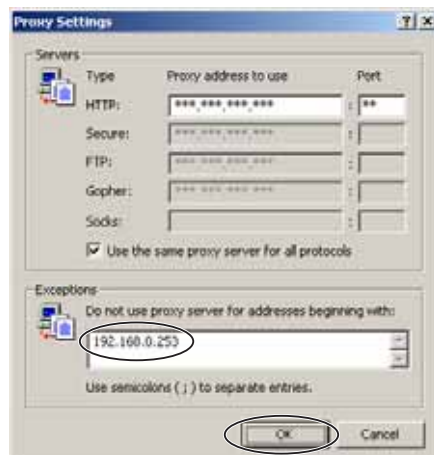 Proxy Settings
Servers
Type Proxy address to use Port
HTTP: ***.***.***.*** : **
Secure: ***.***.***.*** :
FTP: ***.***.***.*** :
Gopher: ***.***.***.*** :
Socks: :
Use the same proxy server for all protocols
Exceptions
Do not use proxy server for addresses beginning with:
192.168.0.253
Use semicolons ( ; ) to separate entries.
OK Cancel